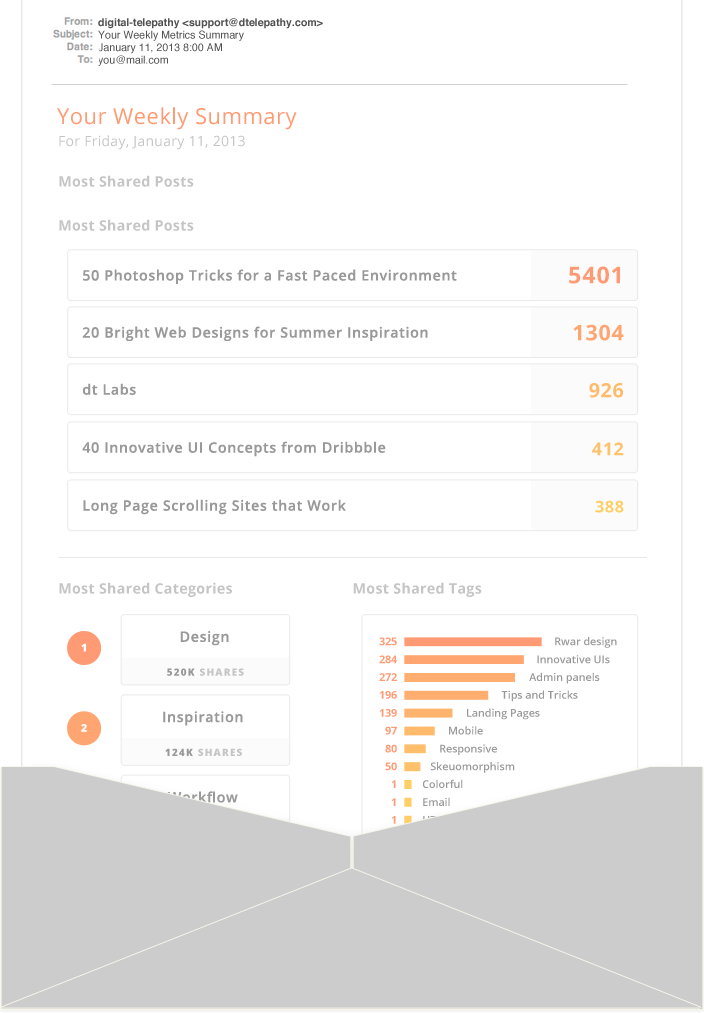 From: digital-telepathy <support@dtelepathy.com>
Subject: Your Weekly Metrics Summary
Date: January 11, 2013 8:00 AM
To: you@mail.com
Your Weekly Summary
For Friday, January 11, 2013
Most Shared Posts
Most Shared Posts
50 Photoshop Tricks for a Fast Paced Environment 5401
20 Bright Web Designs for Summer Inspiration 1304
dt Labs 926
40 Innovative UI Concepts from Dribbble 412
Long Page Scrolling Sites that Work 388
Most Shared Categories
1 Design
520K SHARES
2 Inspiration
124K SHARES
Workflow
Most Shared Tags
325 Rwar design
284 Innovative UIs
272 Admin panels
196 Tips and Tricks
139 Landing Pages
97 Mobile
80 Responsive
50 Skeuomorphism
1 Colorful
1 Email
1